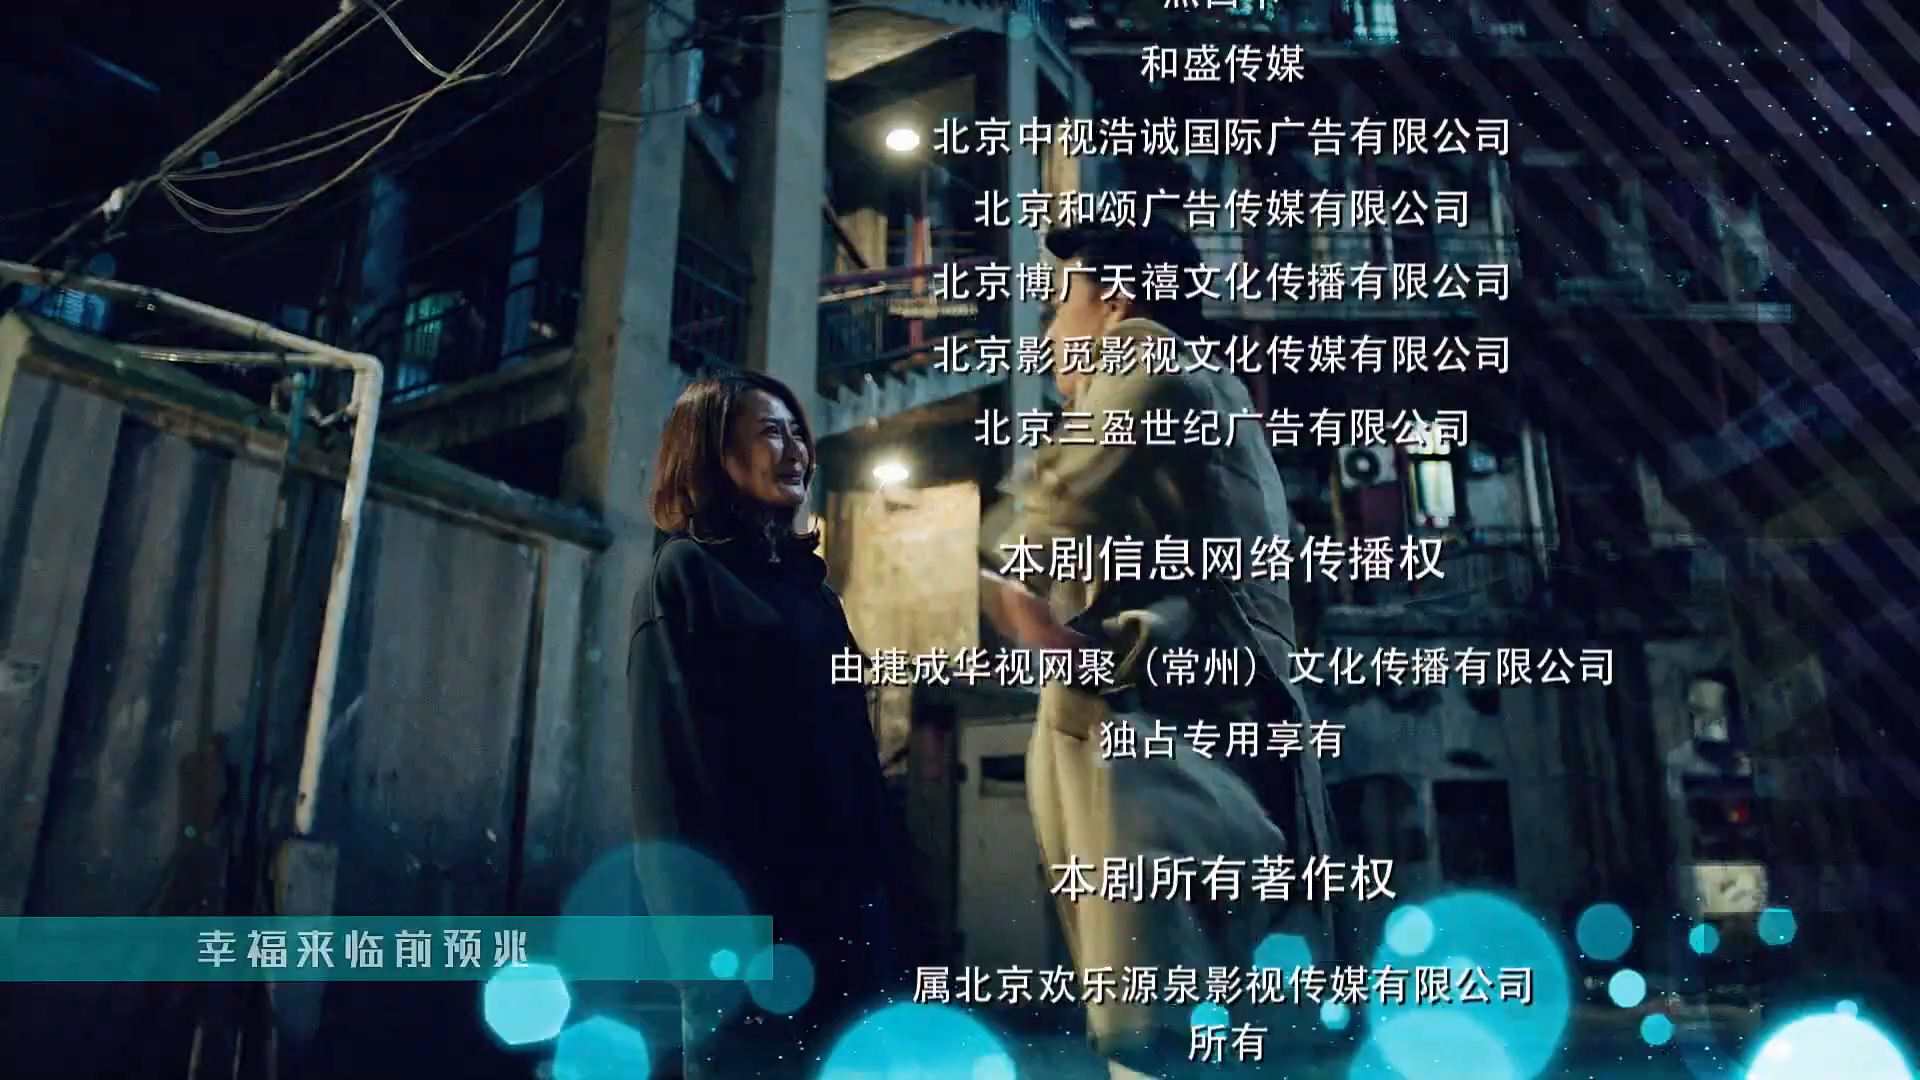 和盛传媒
北京中视浩诚国际广告有限公司
北京和颂广告传媒有限公司
北京博广天禧文化传播有限公司
北京影觅影视文化传媒有限公司
北京三盈世纪广告有限公司
本剧信息网络传播权
由捷成华视网聚（常州）文化传播有限公司
独占专用享有
本剧所有著作权
幸福来临前预兆
属北京欢乐源泉影视传媒有限公司
所有